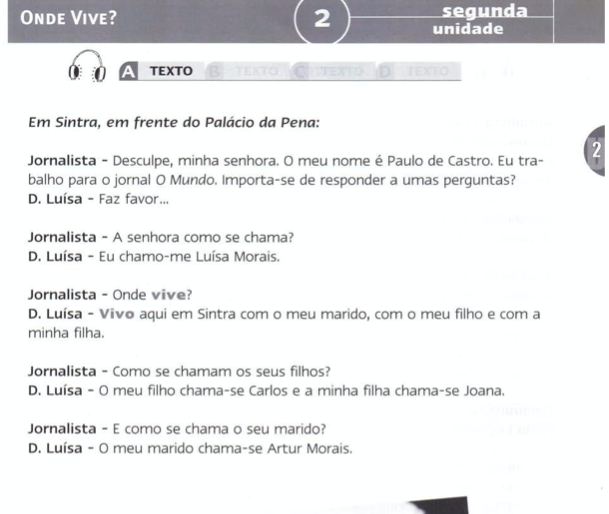 ONDE VIVE?
2
segunda
unidade
A TEXTO B TEXTO C TEXTO D TEXTO
Em Sintra, em frente do Palácio da Pena:
2
Jornalista - Desculpe, minha senhora. O meu nome é Paulo de Castro. Eu tra-
balho para o jornal O Mundo. Importa-se de responder a umas perguntas?
D. Luísa - Faz favor...
Jornalista - A senhora como se chama?
D. Luísa - Eu chamo-me Luísa Morais.
Jornalista - Onde vive?
D. Luísa - Vivo aqui em Sintra com o meu marido, com o meu filho e com a
minha filha.
Jornalista - Como se chamam os seus filhos?
D. Luísa - O meu filho chama-se Carlos e a minha filha chama-se Joana.
Jornalista - E como se chama o seu marido?
D. Luísa - O meu marido chama-se Artur Morais.